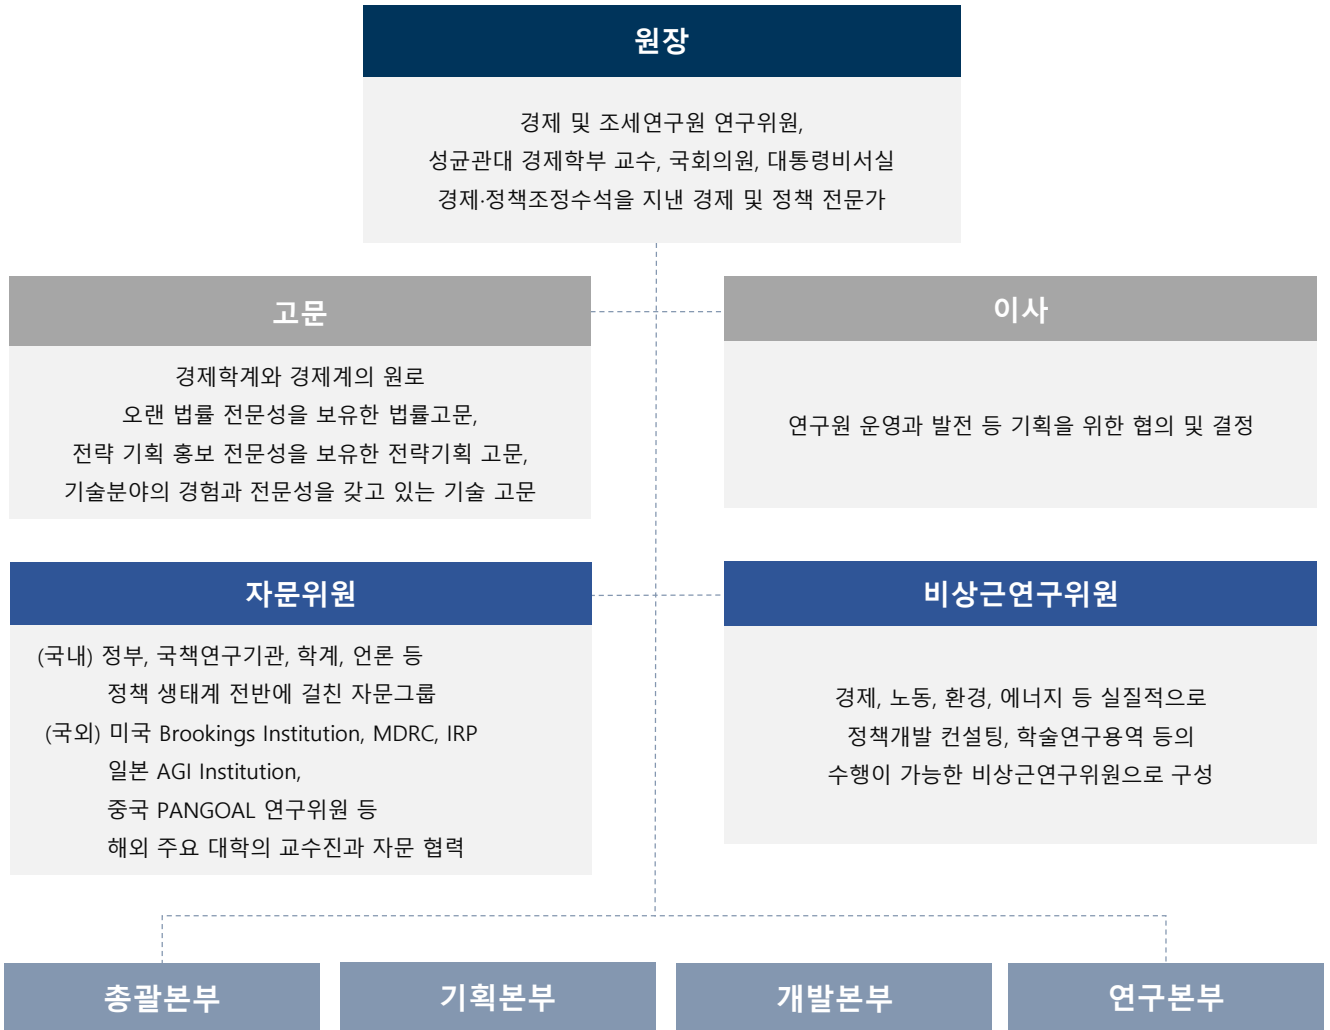 원장
경제 및 조세연구원 연구위원,
성균관대 경제학부 교수, 국회의원, 대통령비서실
경제·정책조정수석을 지낸 경제 및 정책 전문가
고문
경제학계와 경제계의 원로
오랜 법률 전문성을 보유한 법률고문,
전략 기획 홍보 전문성을 보유한 전략기획 고문,
기술분야의 경험과 전문성을 갖고 있는 기술 고문
이사
연구원 운영과 발전 등 기획을 위한 협의 및 결정
자문위원
(국내) 정부, 국책연구기관, 학계, 언론 등
정책 생태계 전반에 걸친 자문그룹
(국외) 미국 Brookings Institution, MDRC, IRP
일본 AGI Institution,
중국 PANGOAL 연구위원 등
해외 주요 대학의 교수진과 자문 협력
비상근연구위원
경제, 노동, 환경, 에너지 등 실질적으로
정책개발 컨설팅, 학술연구용역 등의
수행이 가능한 비상근연구위원으로 구성
총괄본부
기획본부
개발본부
연구본부